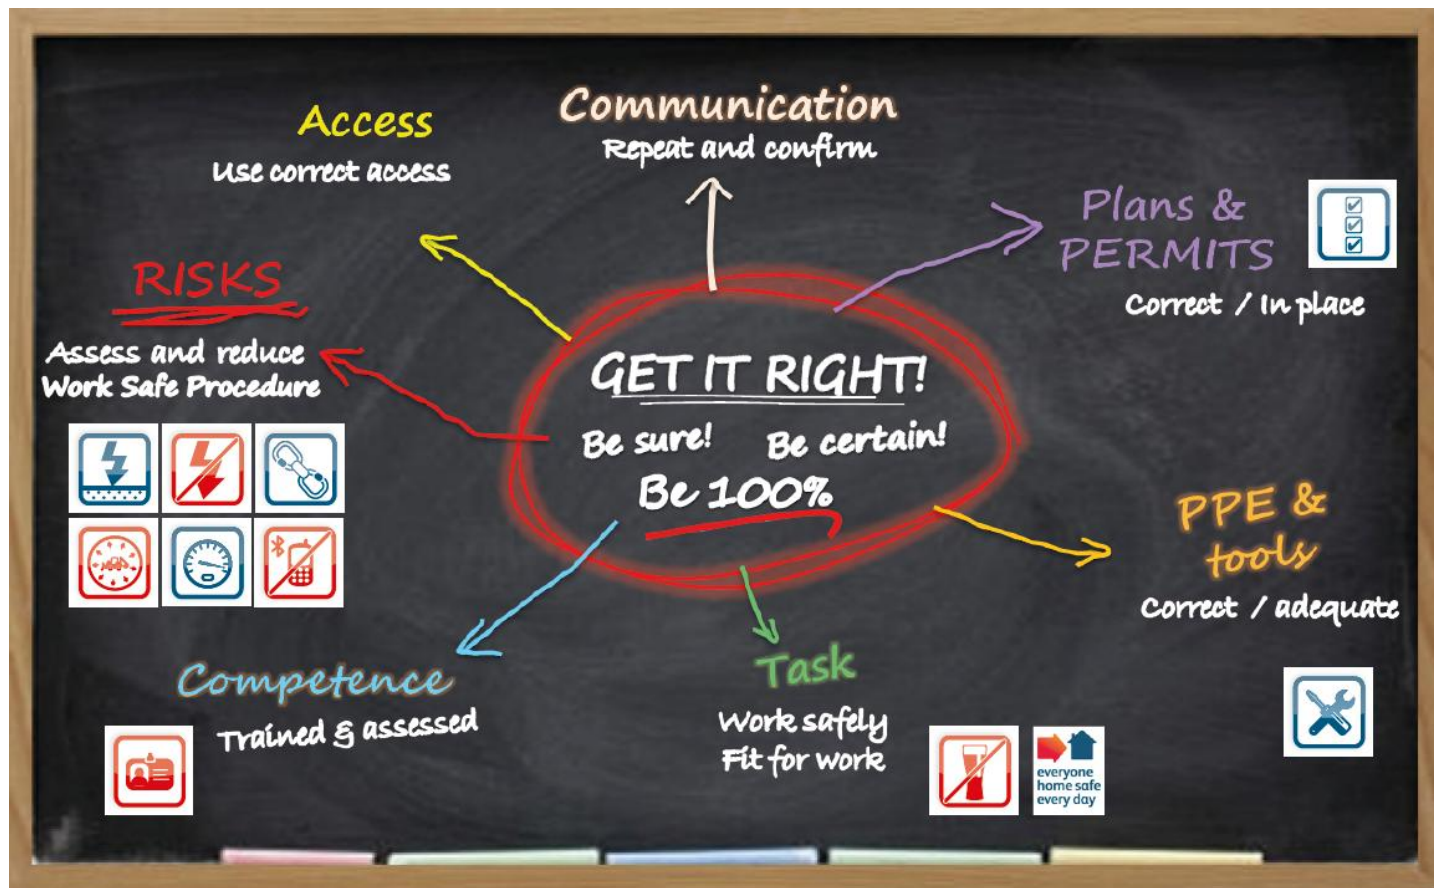 Communication
Repeat and confirm
Access
Use correct access
Plans &
PERMITS
Correct / In place
RISKS
Assess and reduce
Work Safe Procedure
GET IT RIGHT!
Be sure! Be certain!
Be 100%
PPE &
tools
Correct / adequate
Competence
Trained & assessed
Task
Work safely
Fit for work
everyone
home safe
every day